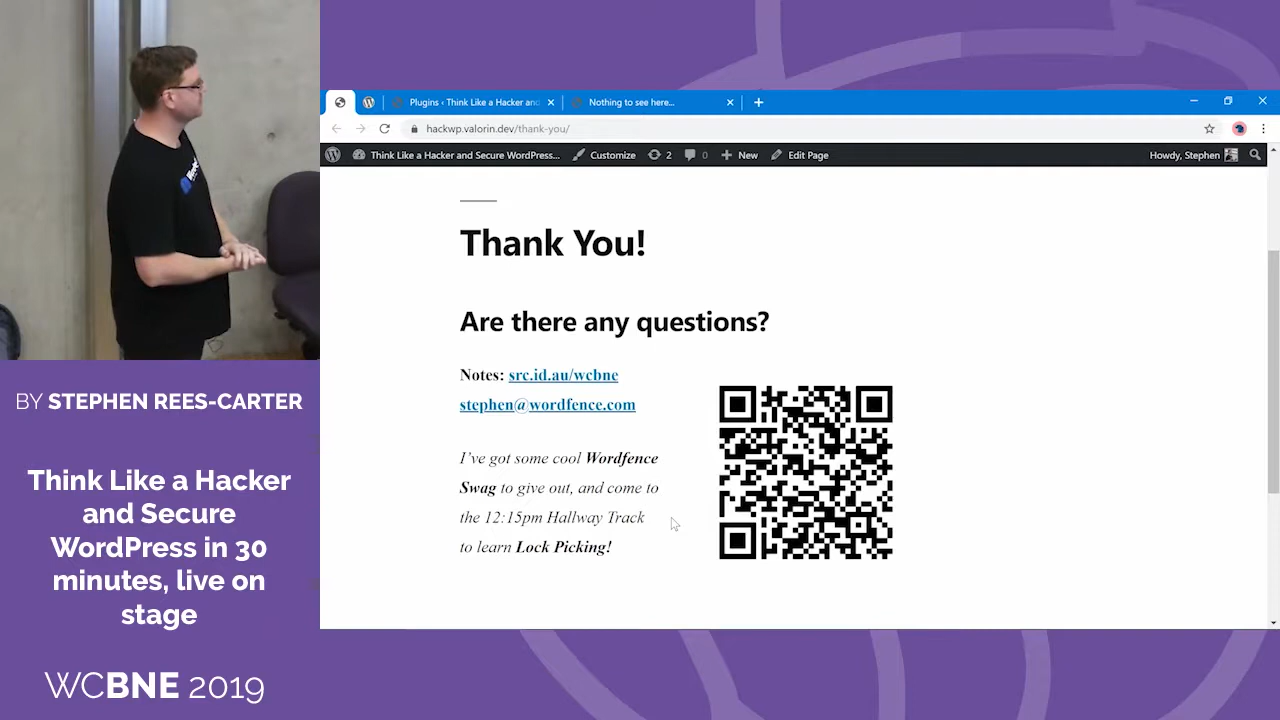 Plugins ‹ Think Like a Hacker and
Nothing to see here...
hackwp.valorin.dev/thank-you/
Think Like a Hacker and Secure WordPress...
Customize
2
0
New
Edit Page
Howdy, Stephen
Thank You!
Are there any questions?
Notes: src.id.au/wcbne
stephen@wordfence.com
I've got some cool Wordfence
Swag to give out, and come to
the 12:15pm Hallway Track
to learn Lock Picking!
BY STEPHEN REES-CARTER
Think Like a Hacker
and Secure
WordPress in 30
minutes, live on
stage
WCBNE 2019